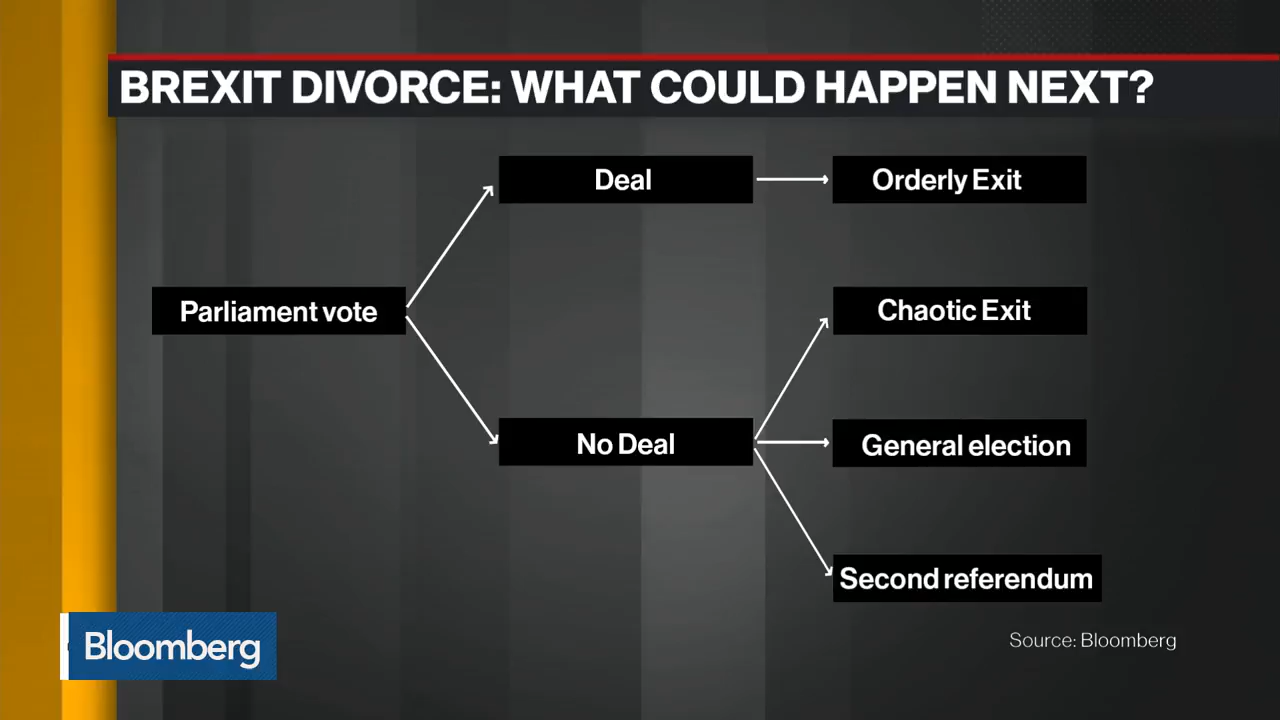 BREXIT DIVORCE: WHAT COULD HAPPEN NEXT?
Deal
Orderly Exit
Parliament vote
Chaotic Exit
No Deal
General election
Second referendum
Bloomberg
Source: Bloomberg